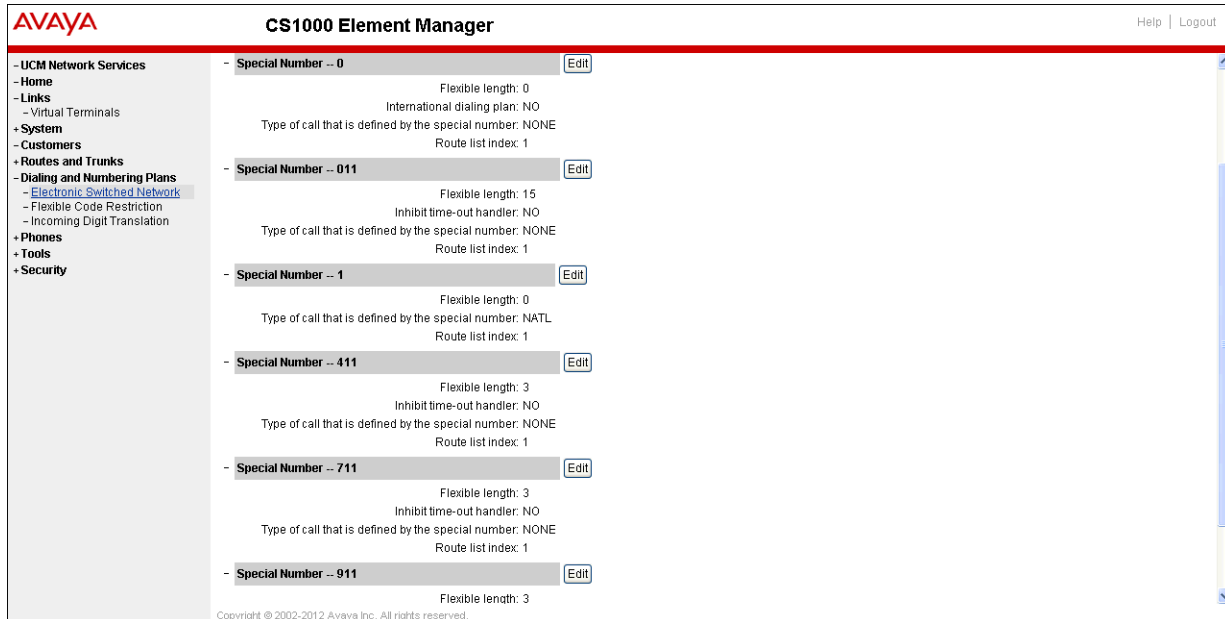 AVAYA
CS1000 Element Manager
Help | Logout
- UCM Network Services
- Home
- Links
- Virtual Terminals
+ System
- Customers
+ Routes and Trunks
- Dialing and Numbering Plans
- Electronic Switched Network
- Flexible Code Restriction
- Incoming Digit Translation
+ Phones
+ Tools
+ Security
- Special Number -- 0 Edit
Flexible length: 0
International dialing plan: NO
Type of call that is defined by the special number: NONE
Route list index: 1
- Special Number -- 011 Edit
Flexible length: 15
Inhibit time-out handler: NO
Type of call that is defined by the special number: NONE
Route list index: 1
- Special Number -- 1 Edit
Flexible length: 0
Type of call that is defined by the special number: NATL
Route list index: 1
- Special Number -- 411 Edit
Flexible length: 3
Inhibit time-out handler: NO
Type of call that is defined by the special number: NONE
Route list index: 1
- Special Number -- 711 Edit
Flexible length: 3
Inhibit time-out handler: NO
Type of call that is defined by the special number: NONE
Route list index: 1
- Special Number -- 911 Edit
Flexible length: 3
Copyright © 2002-2012 Avaya Inc. All rights reserved.